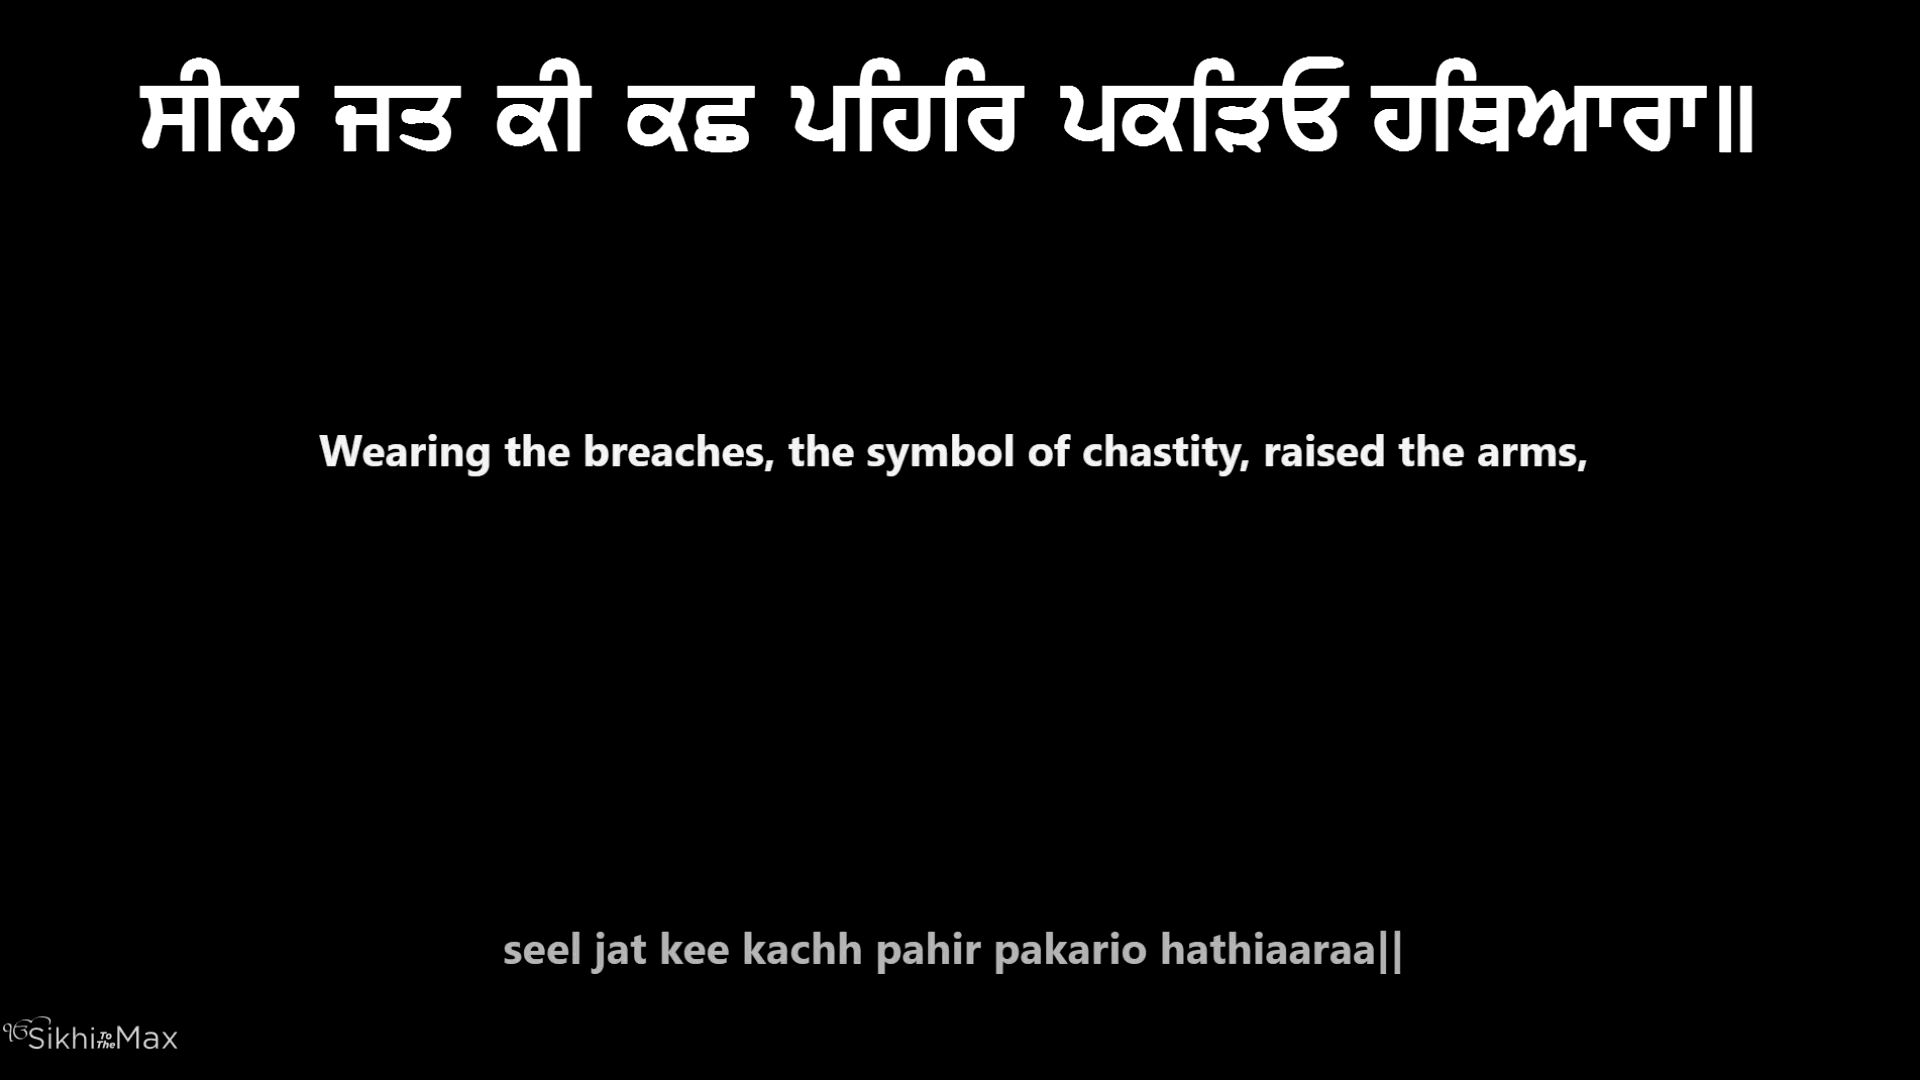 ਸੀਲ ਜਤ ਕੀ ਕਛ ਪਹਿਰਿ ਪਕੜਿਓ ਹਥਿਆਰਾ॥
Wearing the breaches, the symbol of chastity, raised the arms,
seel jat kee kachh pahir pakario hathiaaraa||
ੴSikhiToTheMax